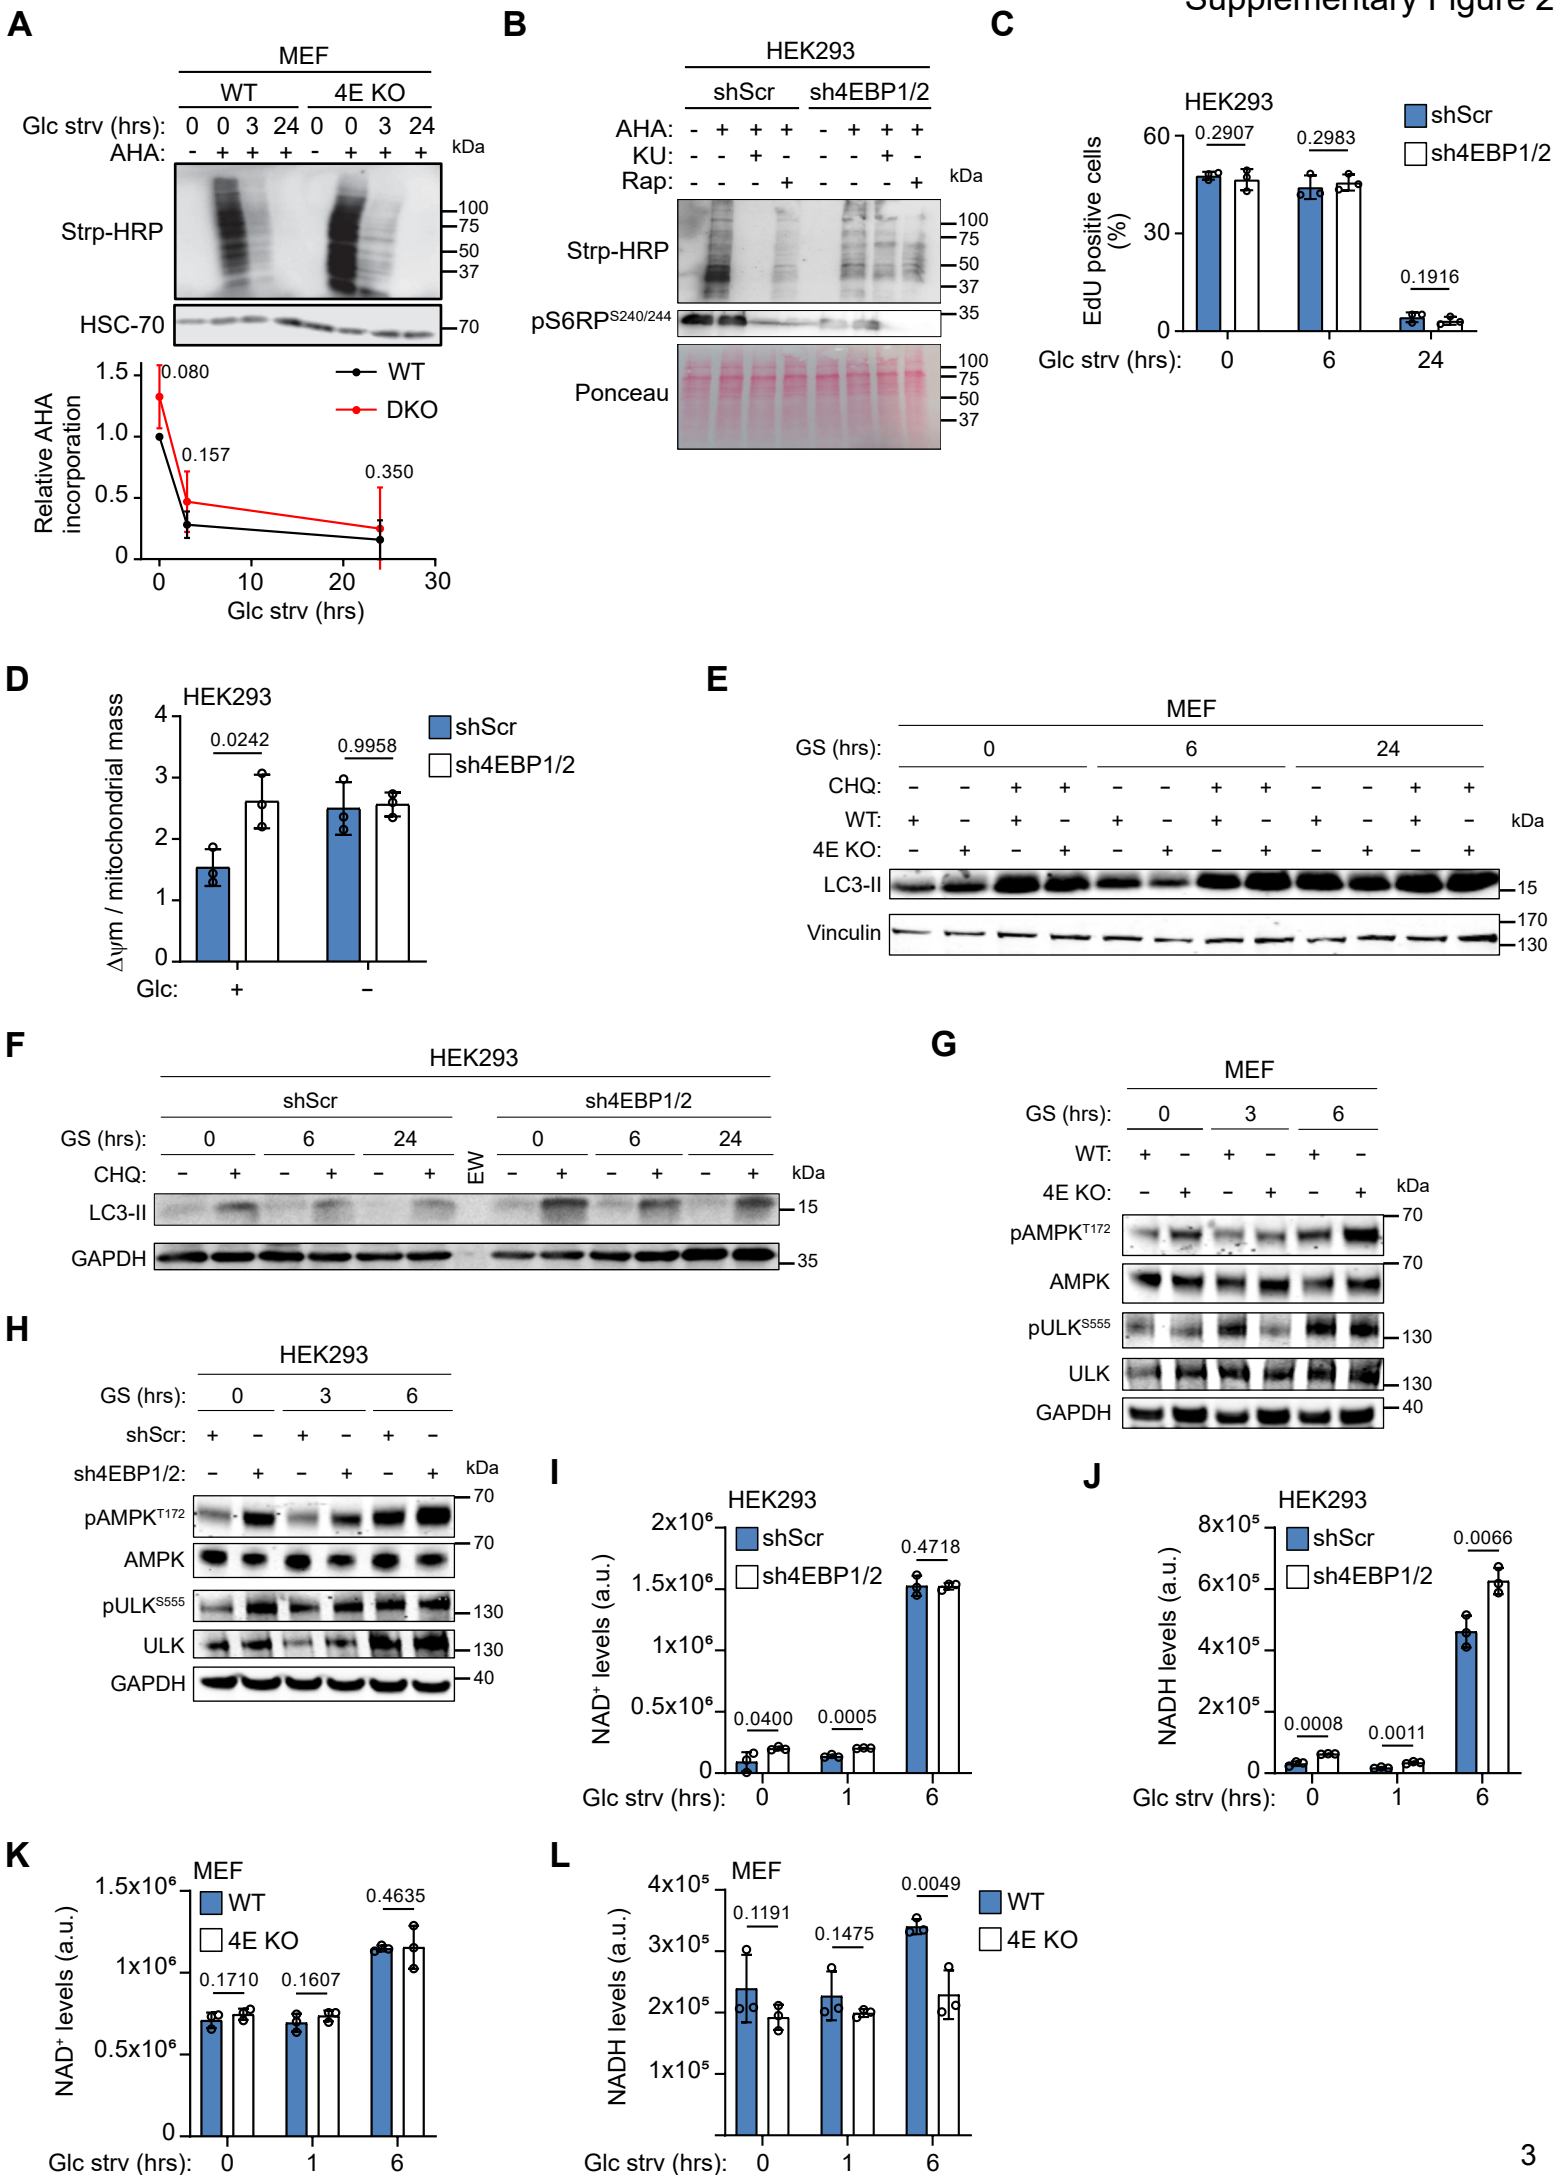 Supplementary Figure 2
A
MEF
WT 4E KO
Glc strv (hrs): 0 0 3 24 0 0 3 24
AHA: - + + + - + + + kDa
Strp-HRP
100
75
50
37
HSC-70
70
1.5
1.0
0.5
0
0.080
0.157
0.350
WT
DKO
Relative AHA
incorporation
0 10 20 30
Glc strv (hrs)
B
HEK293
shScr sh4EBP1/2
AHA: - + + + - + + +
KU: - - + - - - + -
Rap: - - - + - - - + kDa
Strp-HRP
100
75
50
37
pS6RP^S240/244
35
Ponceau
100
75
50
37
C
HEK293
shScr
sh4EBP1/2
EdU positive cells
(%)
60
30
0
0.2907
0.2983
0.1916
Glc strv (hrs): 0 6 24
D
HEK293
shScr
sh4EBP1/2
Δψm / mitochondrial mass
4
3
2
1
0
0.0242
0.9958
Glc: + −
E
MEF
GS (hrs): 0 6 24
CHQ: − − + + − − + + − − + +
WT: + − + − + − + − + − + − kDa
4E KO: − + − + − + − + − + − +
LC3-II
15
Vinculin
170
130
F
HEK293
shScr sh4EBP1/2
GS (hrs): 0 6 24 EW 0 6 24
CHQ: − + − + − + − + − + − + kDa
LC3-II
15
GAPDH
35
G
MEF
GS (hrs): 0 3 6
WT: + − + − + −
4E KO: − + − + − + kDa
pAMPK^T172
70
AMPK
70
pULK^S555
130
ULK
130
GAPDH
40
H
HEK293
GS (hrs): 0 3 6
shScr: + − + − + −
sh4EBP1/2: − + − + − + kDa
pAMPK^T172
70
AMPK
70
pULK^S555
130
ULK
130
GAPDH
40
I
HEK293
shScr
sh4EBP1/2
NAD⁺ levels (a.u.)
2x10⁶
1.5x10⁶
1x10⁶
0.5x10⁶
0
0.0400
0.0005
0.4718
Glc strv (hrs): 0 1 6
J
HEK293
shScr
sh4EBP1/2
NADH levels (a.u.)
8x10⁵
6x10⁵
4x10⁵
2x10⁵
0
0.0008
0.0011
0.0066
Glc strv (hrs): 0 1 6
K
MEF
WT
4E KO
NAD⁺ levels (a.u.)
1.5x10⁶
1x10⁶
0.5x10⁶
0
0.1710
0.1607
0.4635
Glc strv (hrs): 0 1 6
L
MEF
WT
4E KO
NADH levels (a.u.)
4x10⁵
3x10⁵
2x10⁵
1x10⁵
0.1191
0.1475
0.0049
Glc strv (hrs): 0 1 6
3